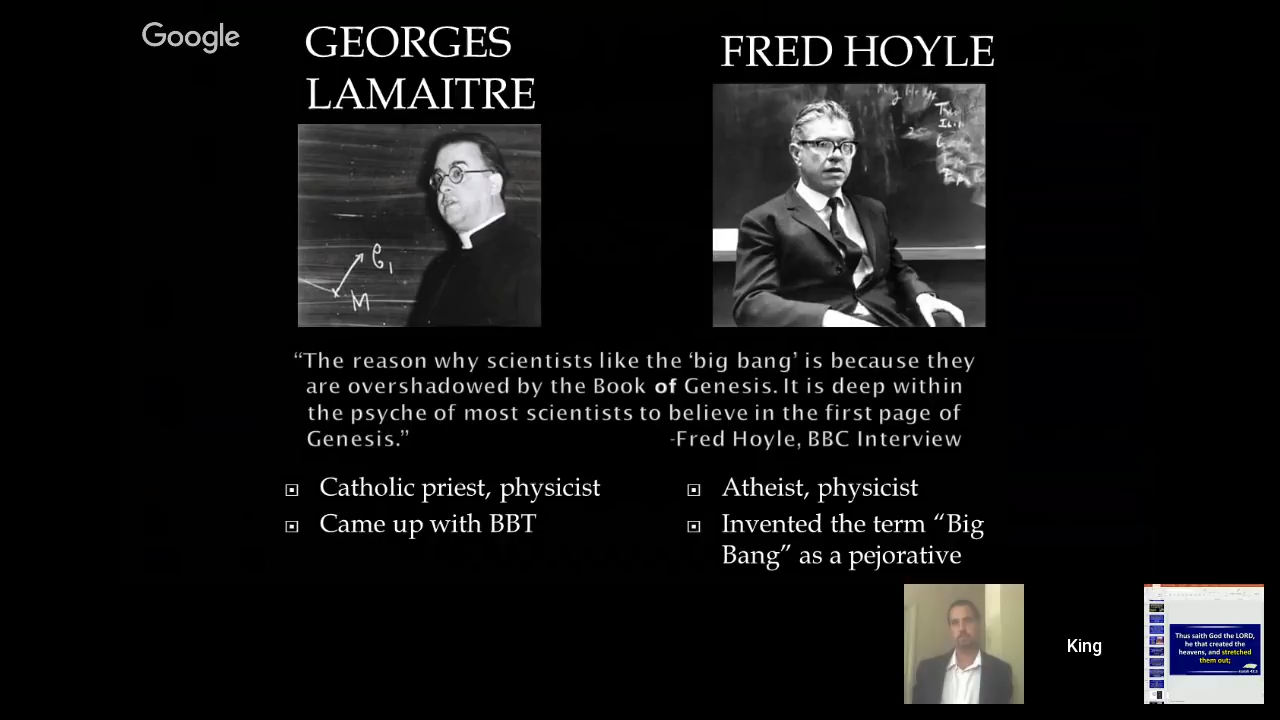 Google
GEORGES
LAMAITRE
FRED HOYLE
“The reason why scientists like the ‘big bang’ is because they
are overshadowed by the Book of Genesis. It is deep within
the psyche of most scientists to believe in the first page of
Genesis.”
-Fred Hoyle, BBC Interview
Catholic priest, physicist
Came up with BBT
Atheist, physicist
Invented the term “Big
Bang” as a pejorative
King
Thus saith God the LORD,
he that created the
heavens, and stretched
them out;